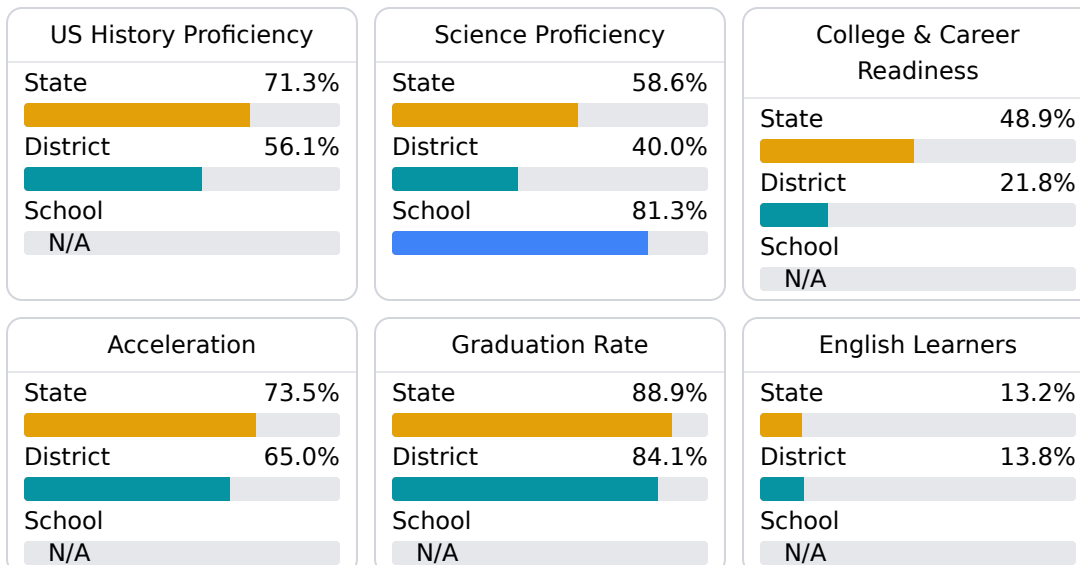 US History Proficiency
State 71.3%
District 56.1%
School
N/A
Science Proficiency
State 58.6%
District 40.0%
School 81.3%
College & Career
Readiness
State 48.9%
District 21.8%
School
N/A
Acceleration
State 73.5%
District 65.0%
School
N/A
Graduation Rate
State 88.9%
District 84.1%
School
N/A
English Learners
State 13.2%
District 13.8%
School
N/A